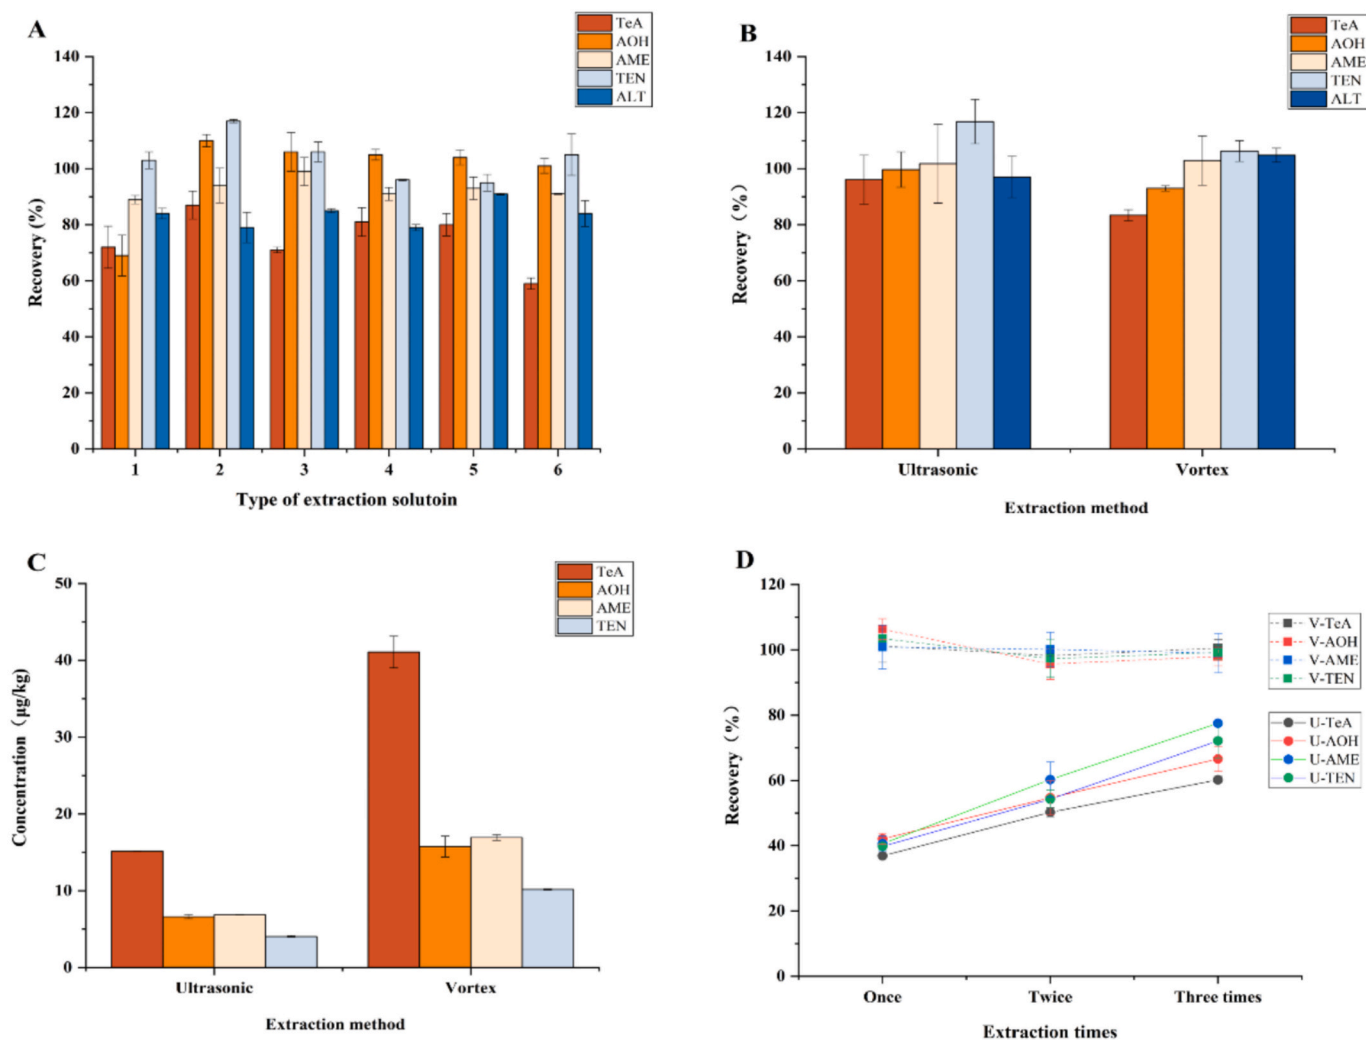 A
TeA
AOH
AME
TEN
ALT
140
120
100
80
60
40
20
0
Recovery (%)
1 2 3 4 5 6
Type of extraction solutoin
B
TeA
AOH
AME
TEN
ALT
140
120
100
80
60
40
20
0
Recovery（%）
Ultrasonic Vortex
Extraction method
C
TeA
AOH
AME
TEN
50
40
30
20
10
0
Concentration（μg/kg）
Ultrasonic Vortex
Extraction method
D
120
100
80
60
40
20
0
Recovery（%）
V-TeA
V-AOH
V-AME
V-TEN
U-TeA
U-AOH
U-AME
U-TEN
Once Twice Three times
Extraction times